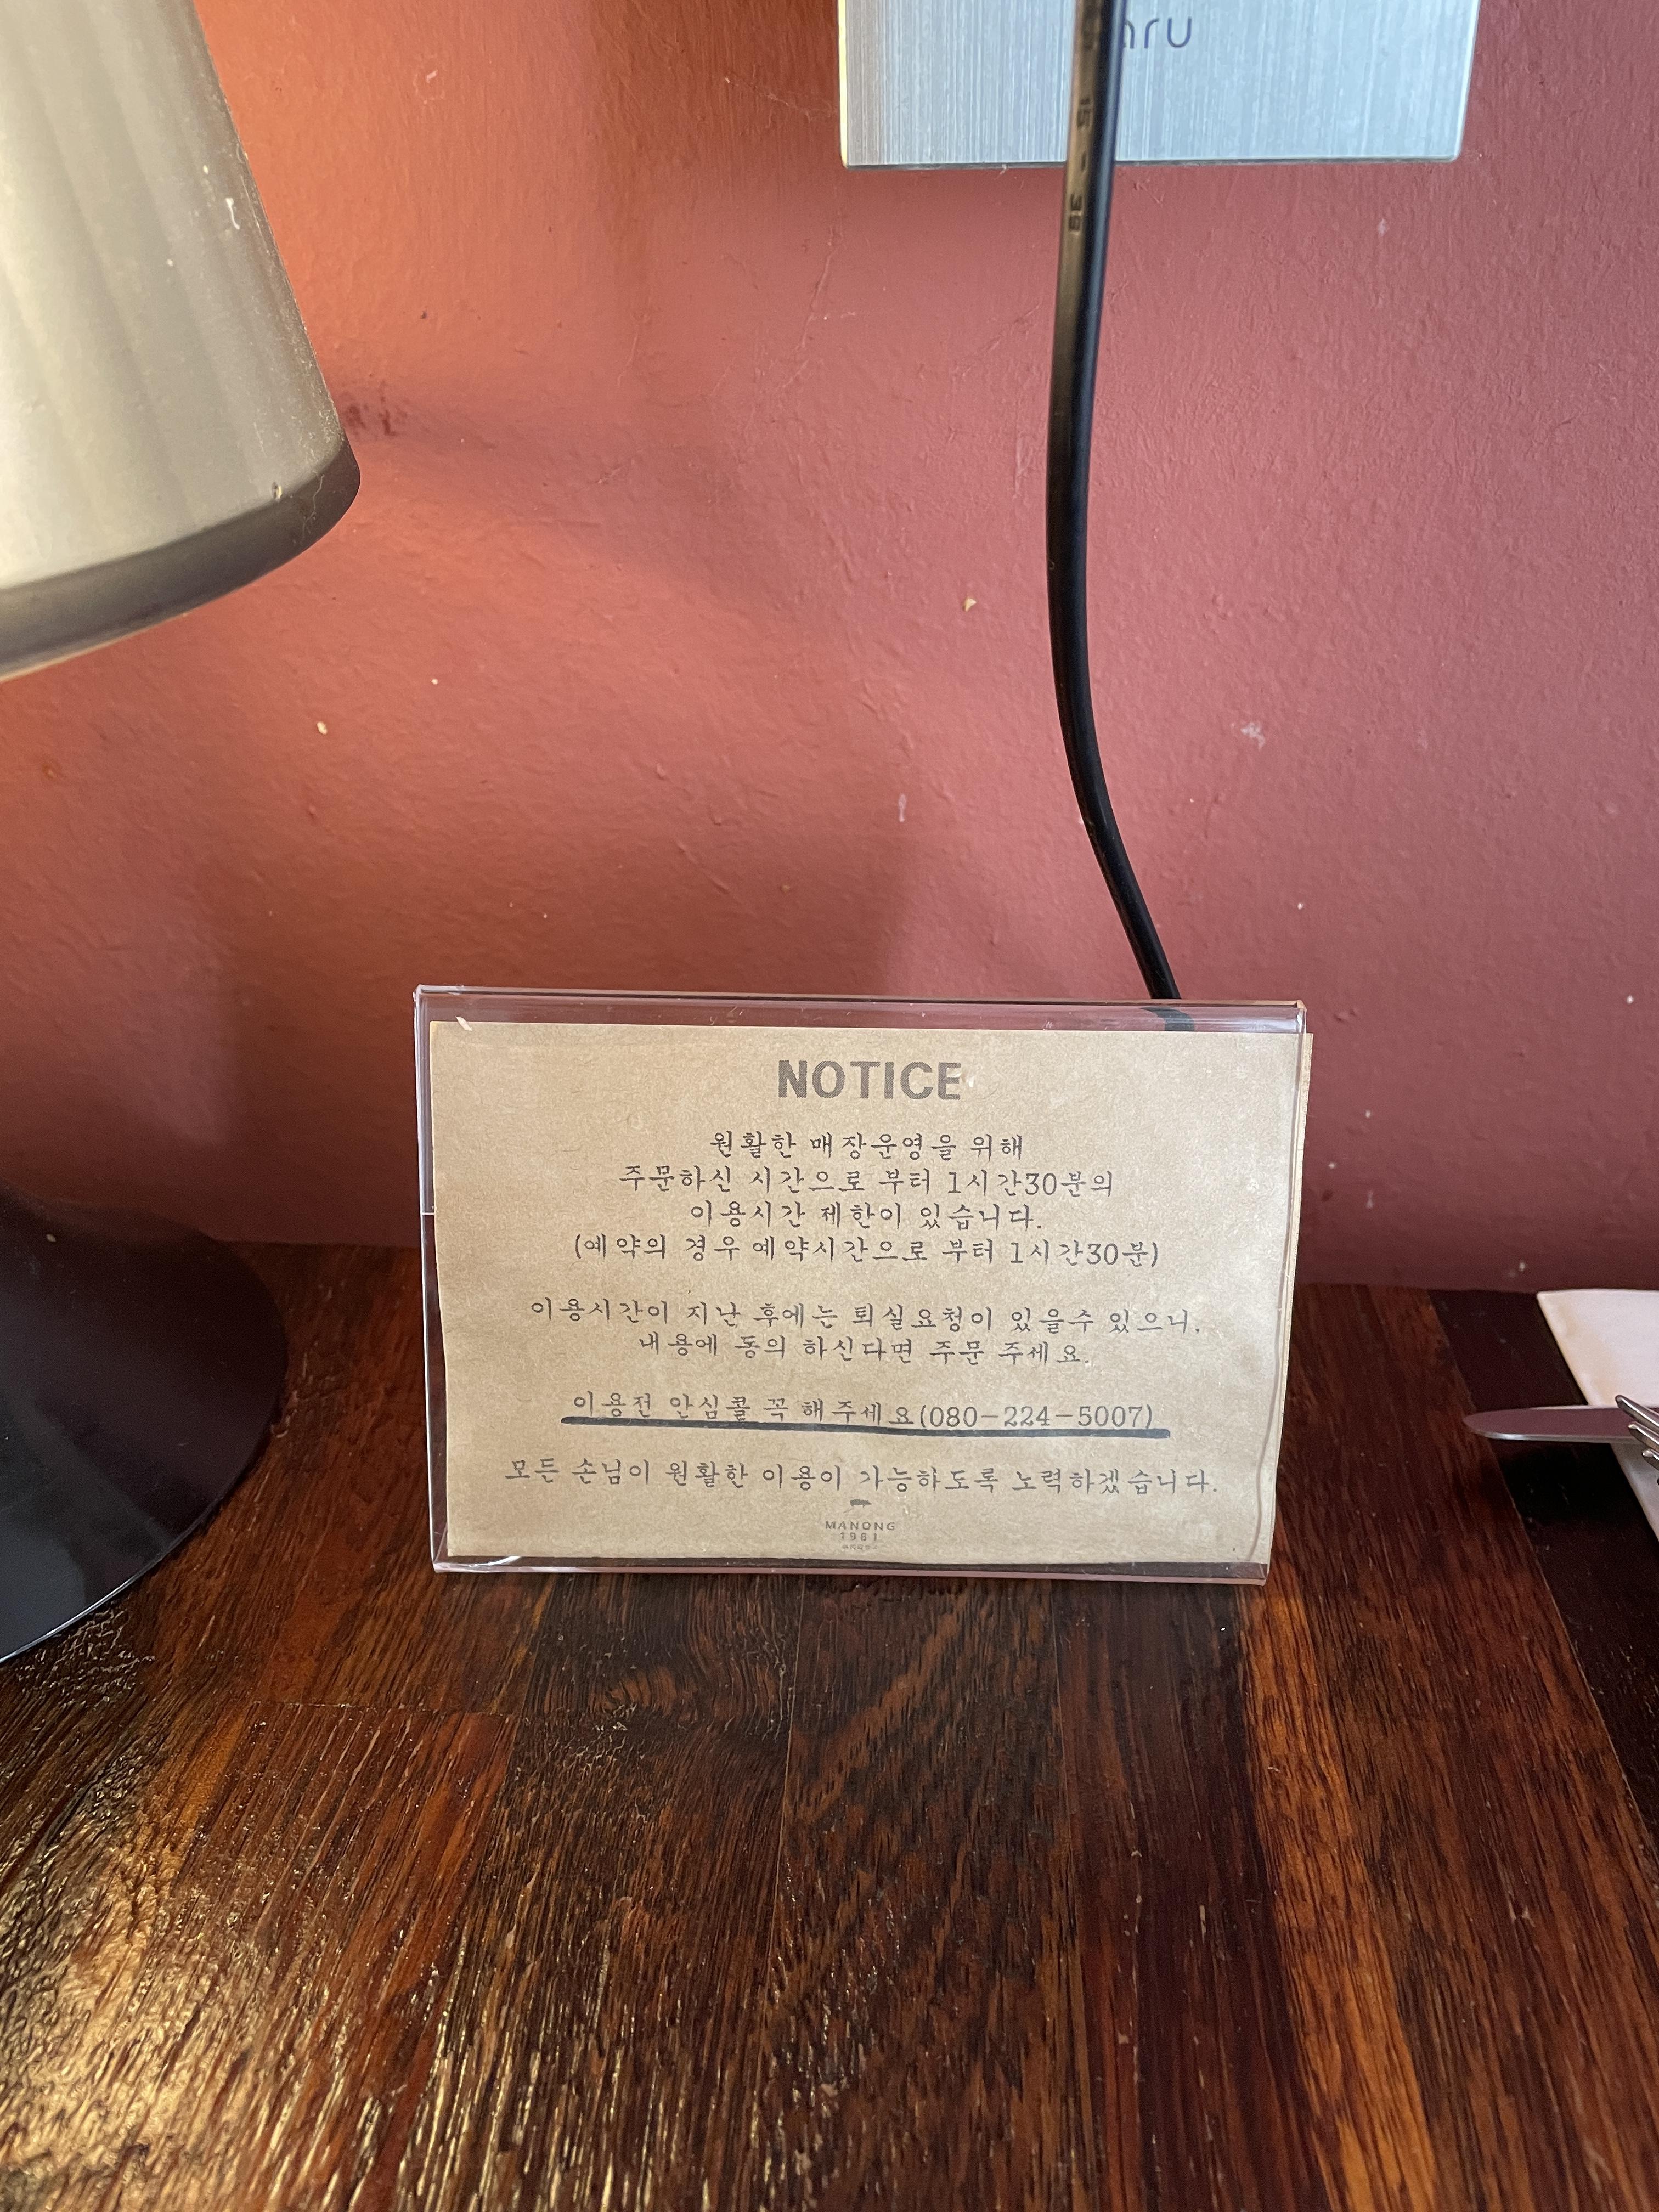 NOTICE
원활한 매장운영을 위해
주문하신 시간으로 부터 1시간30분의
이용시간 제한이 있습니다.
(예약의 경우 예약시간으로 부터 1시간30분)
이용시간이 지난 후에는 퇴실요청이 있을수 있으니,
내용에 동의 하신다면 주문 주세요.
이용전 안심콜 꼭 해주세요(080-224-5007)
모든 손님이 원활한 이용이 가능하도록 노력하겠습니다.
MANONG
1961